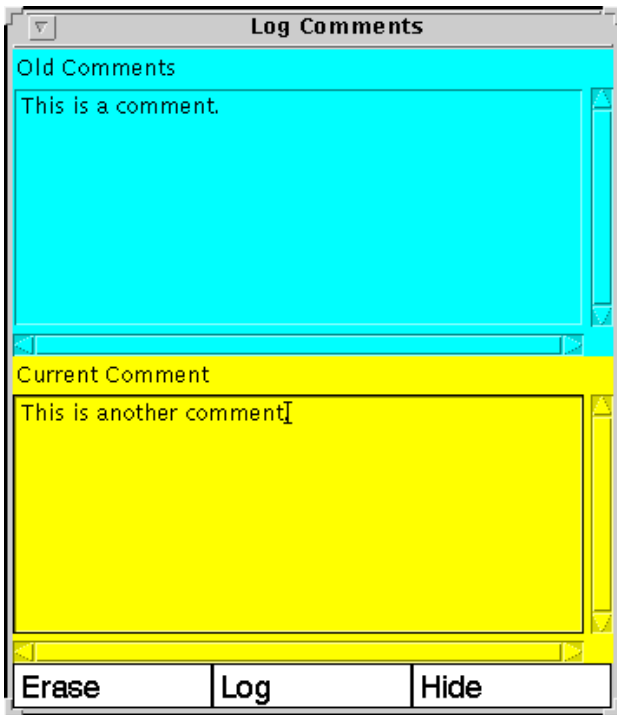 Log Comments
Old Comments
This is a comment.
Current Comment
This is another comment.
Erase Log Hide